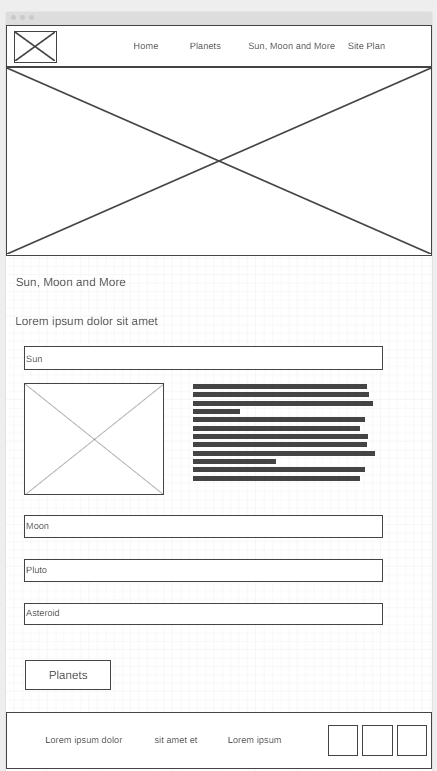 Home Planets Sun, Moon and More Site Plan
Sun, Moon and More
Lorem ipsum dolor sit amet
Sun
Moon
Pluto
Asteroid
Planets
Lorem ipsum dolor sit amet et Lorem ipsum